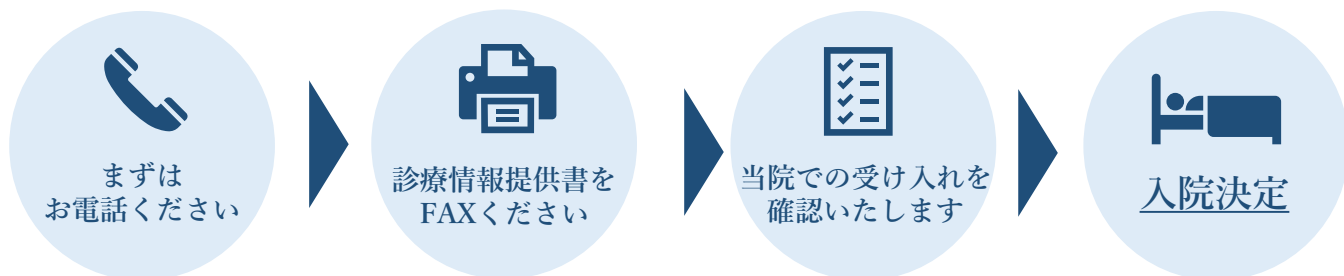 まずは
お電話ください
診療情報提供書を
FAXください
当院での受け入れを
確認いたします
入院決定